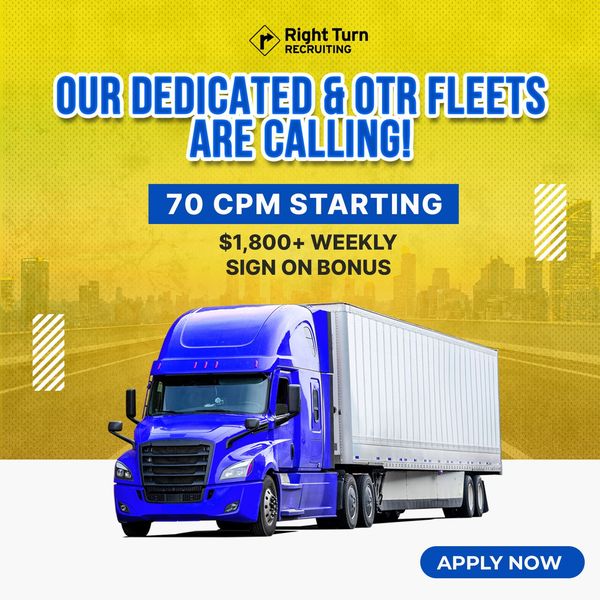 Right Turn
RECRUITING
OUR DEDICATED & OTR FLEETS
ARE CALLING!
70 CPM STARTING
$1,800+ WEEKLY
SIGN ON BONUS
APPLY NOW